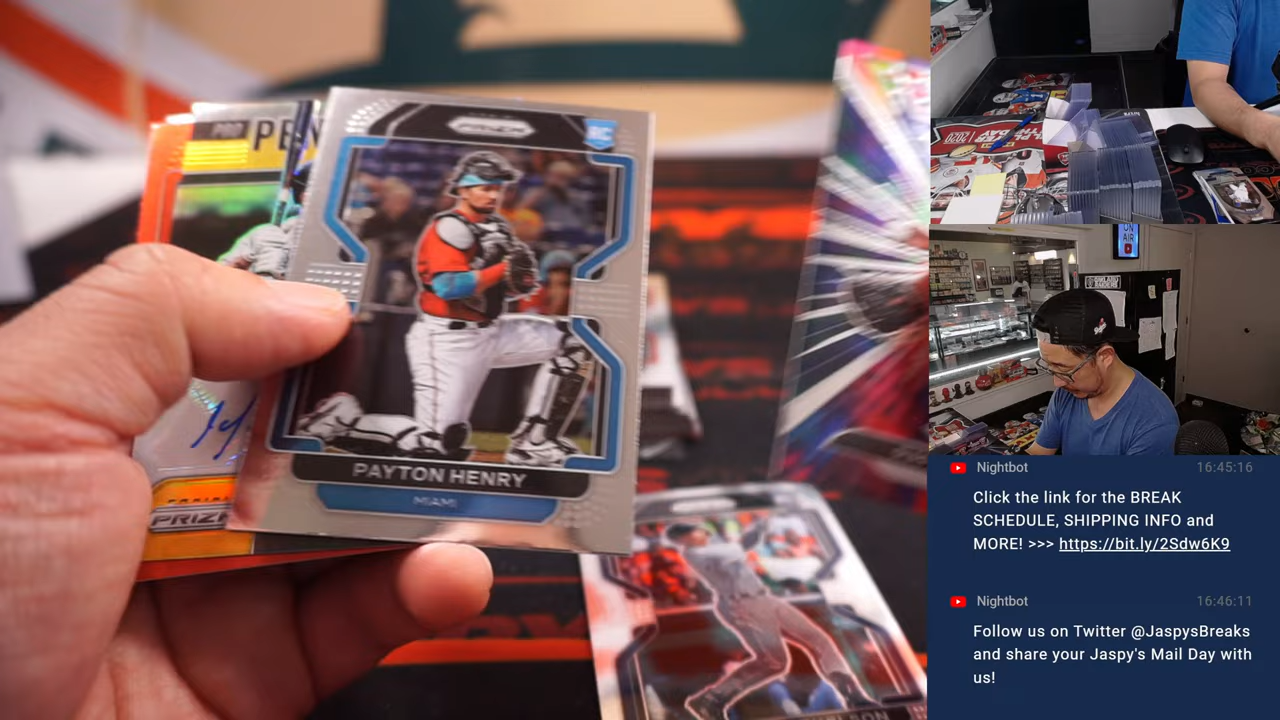 PRIZM
RC
PAYTON HENRY
MIAMI
ON
AIR
Nightbot
16:45:16
Click the link for the BREAK
SCHEDULE, SHIPPING INFO and
MORE! >>> https://bit.ly/2Sdw6K9
Nightbot
16:46:11
Follow us on Twitter @JaspysBreaks
and share your Jaspy's Mail Day with
us!